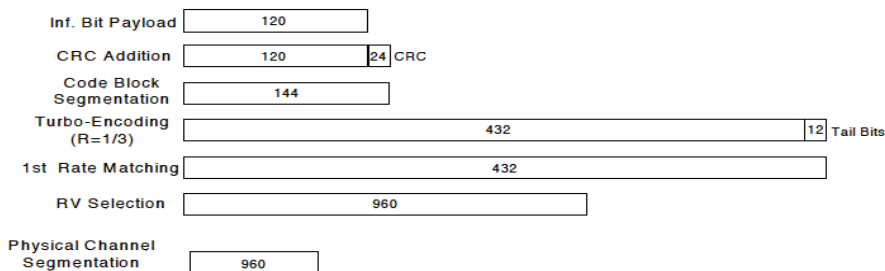 Inf. Bit Payload 120
CRC Addition 120 24 CRC
Code Block
Segmentation 144
Turbo-Encoding
(R=1/3) 432 12 Tail Bits
1st Rate Matching 432
RV Selection 960
Physical Channel
Segmentation 960